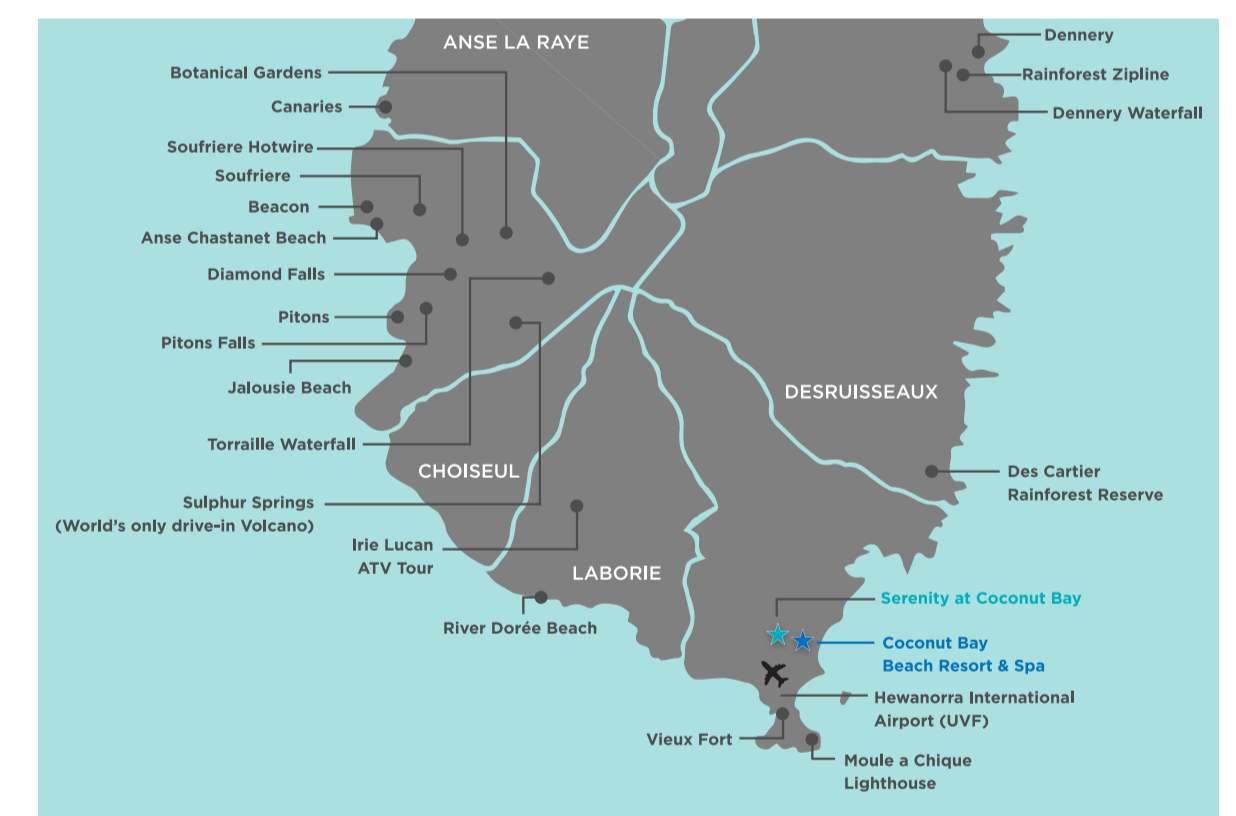 ANSE LA RAYE
Botanical Gardens
Canaries
Soufriere Hotwire
Soufriere
Beacon
Anse Chastanet Beach
Diamond Falls
Pitons
Pitons Falls
Jalousie Beach
Torraille Waterfall
CHOISEUL
Sulphur Springs
(World's only drive-in Volcano)
Irie Lucan
ATV Tour
LABORIE
River Dorée Beach
Dennery
Rainforest Zipline
Dennery Waterfall
DESRUISSEAUX
Des Cartier
Rainforest Reserve
Serenity at Coconut Bay
Coconut Bay
Beach Resort & Spa
Hewanorra International
Airport (UVF)
Vieux Fort
Moule a Chique
Lighthouse